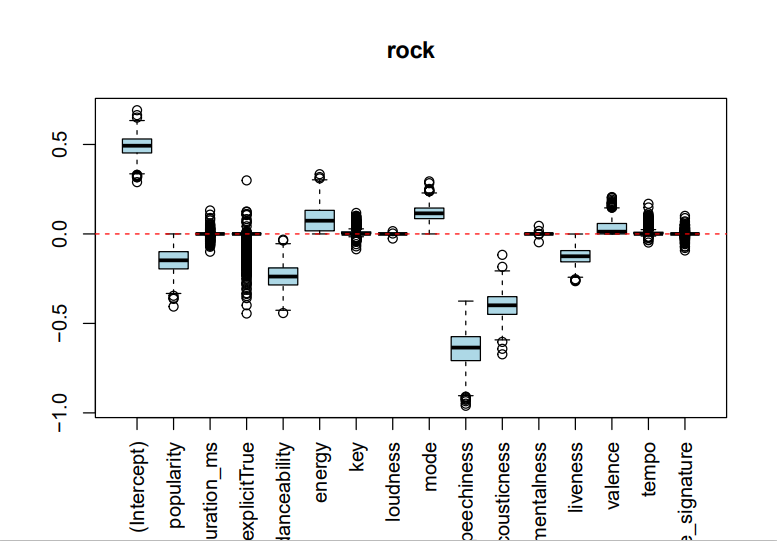 rock
0.5
0.0
−0.5
−1.0
(Intercept)
popularity
uration_ms
explicitTrue
danceability
energy
key
loudness
mode
peechiness
cousticness
mentalness
liveness
valence
tempo
e_signature